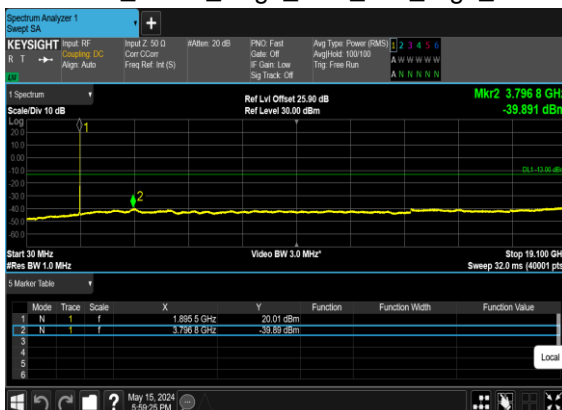 Spectrum Analyzer 1
Swept SA
+
KEYSIGHT Input: RF Input Z: 50 Ω #Atten: 20 dB PNO: Fast Avg Type: Power (RMS) 1 2 3 4 5 6
R T Coupling: DC Corr CCorr Gate: Off Avg|Hold: 100/100 A W W W W W
Align: Auto Freq Ref: Int (S) IF Gain: Low Trig: Free Run
LXI Sig Track: Off A N N N N N
1 Spectrum Ref Lvl Offset 25.90 dB Mkr2 3.796 8 GHz
Scale/Div 10 dB Ref Level 30.00 dBm -39.891 dBm
Log
20.0
10.0
0.00
-10.0
-20.0
-30.0
-40.0
-50.0
-60.0
1
2
DL1 -13.00 dBm
Start 30 MHz Video BW 3.0 MHz* Stop 19.100 GHz
#Res BW 1.0 MHz Sweep 32.0 ms (40001 pts)
5 Marker Table
Mode Trace Scale X Y Function Function Width Function Value
1 N 1 f 1.895 5 GHz 20.01 dBm
2 N 1 f 3.796 8 GHz -39.89 dBm
3
4
5
6
Local
? May 15, 2024
5:59:25 PM